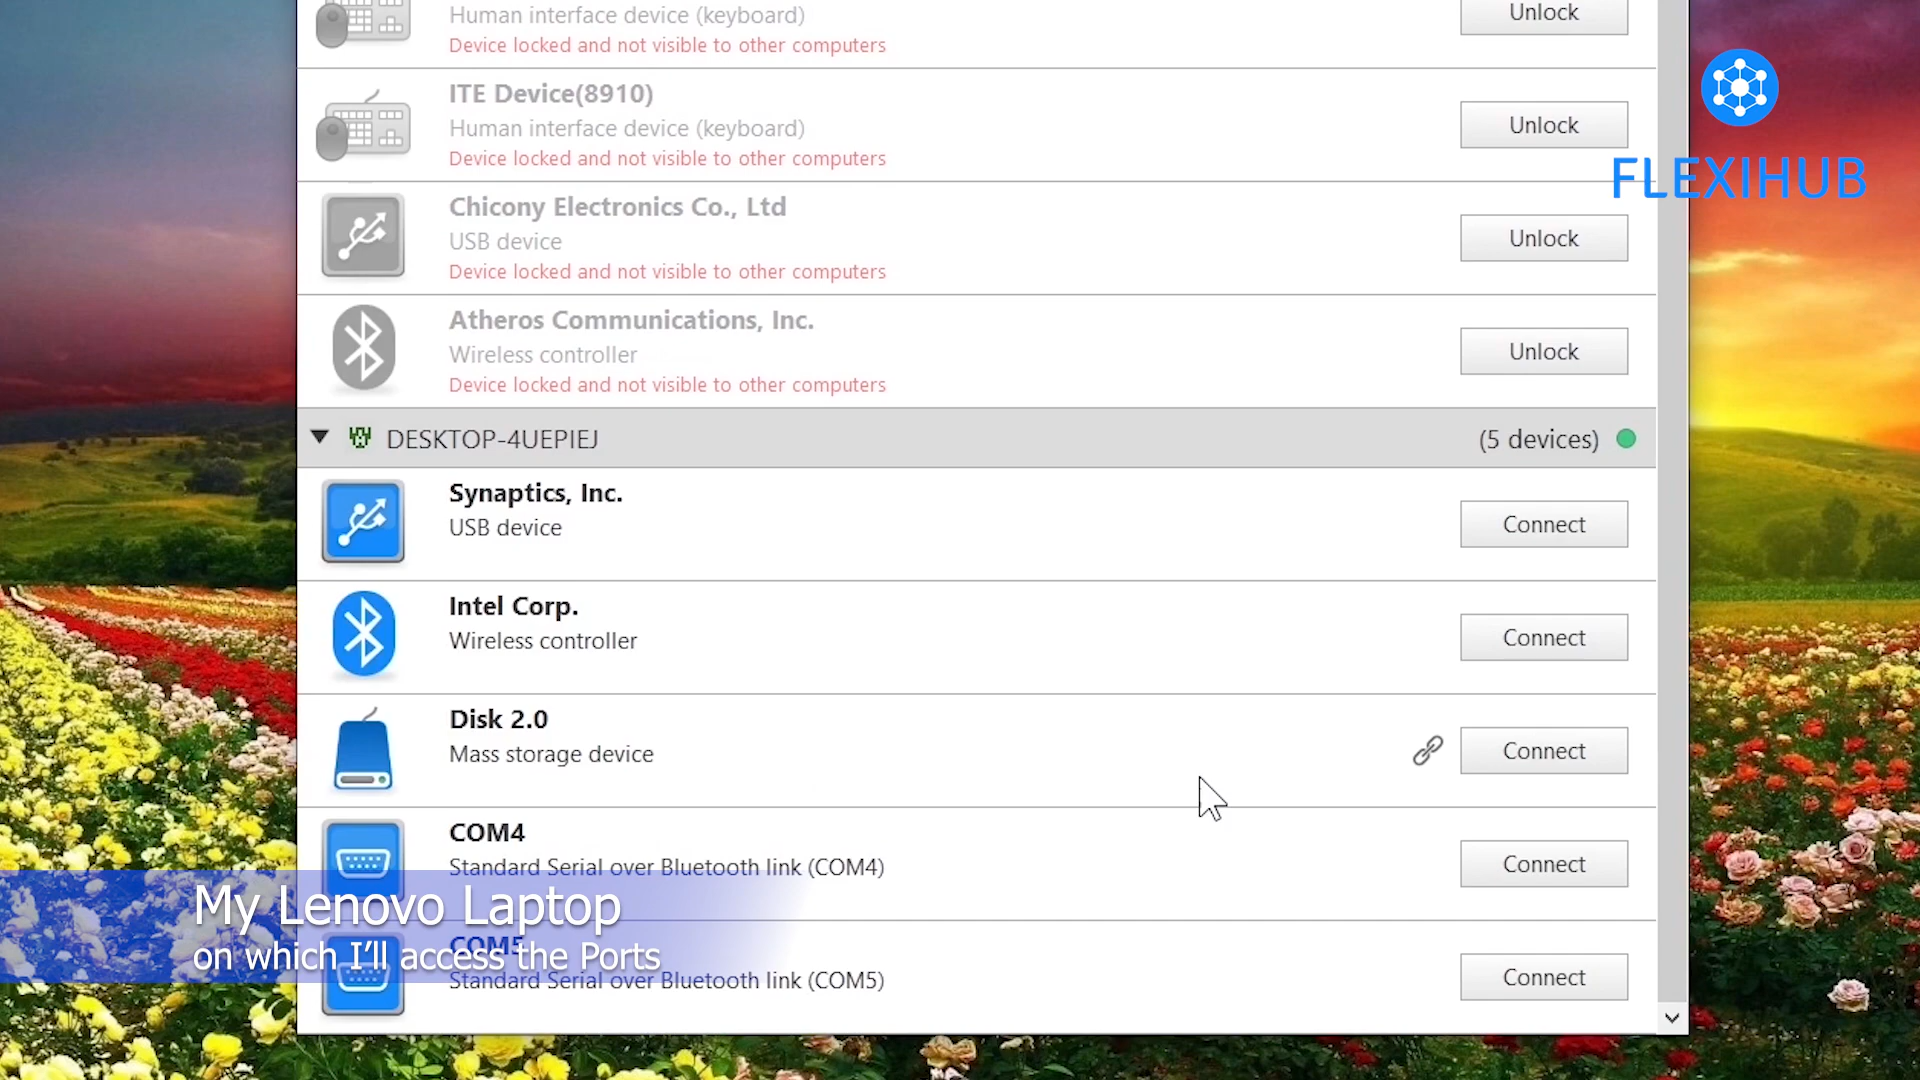 Human interface device (keyboard)
Device locked and not visible to other computers
Unlock
ITE Device(8910)
Human interface device (keyboard)
Device locked and not visible to other computers
Unlock
FLEXIHUB
Chicony Electronics Co., Ltd
USB device
Device locked and not visible to other computers
Unlock
Atheros Communications, Inc.
Wireless controller
Device locked and not visible to other computers
Unlock
DESKTOP-4UEPIEJ
(5 devices)
Synaptics, Inc.
USB device
Connect
Intel Corp.
Wireless controller
Connect
Disk 2.0
Mass storage device
Connect
COM4
Standard Serial over Bluetooth link (COM4)
Connect
My Lenovo Laptop
on which I'll access the Ports
COM5
Standard Serial over Bluetooth link (COM5)
Connect